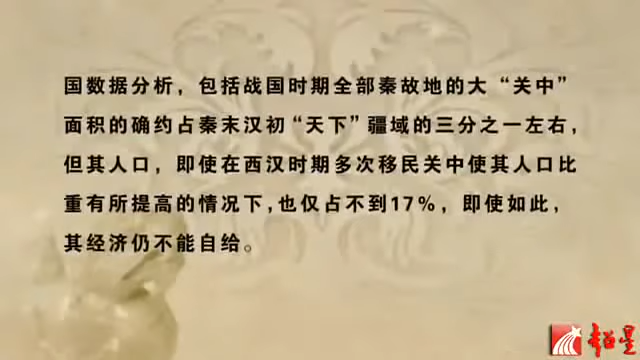 国数据分析，包括战国时期全部秦故地的大“关中”
面积的确约占秦末汉初“天下”疆域的三分之一左右，
但其人口，即使在西汉时期多次移民关中使其人口比
重有所提高的情况下，也仅占不到17%，即使如此，
其经济仍不能自给。
超星